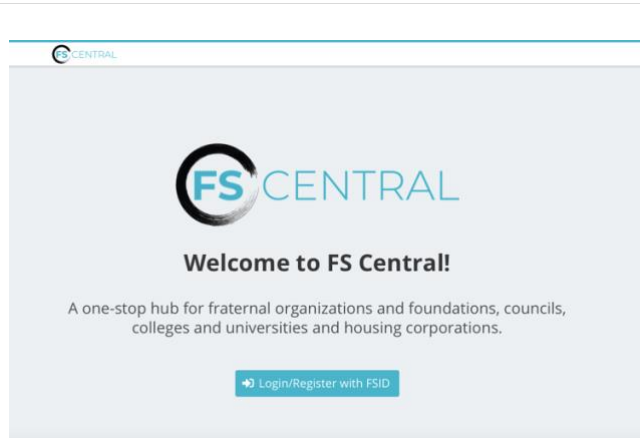 FS CENTRAL
FS CENTRAL
Welcome to FS Central!
A one-stop hub for fraternal organizations and foundations, councils,
colleges and universities and housing corporations.
Login/Register with FSID